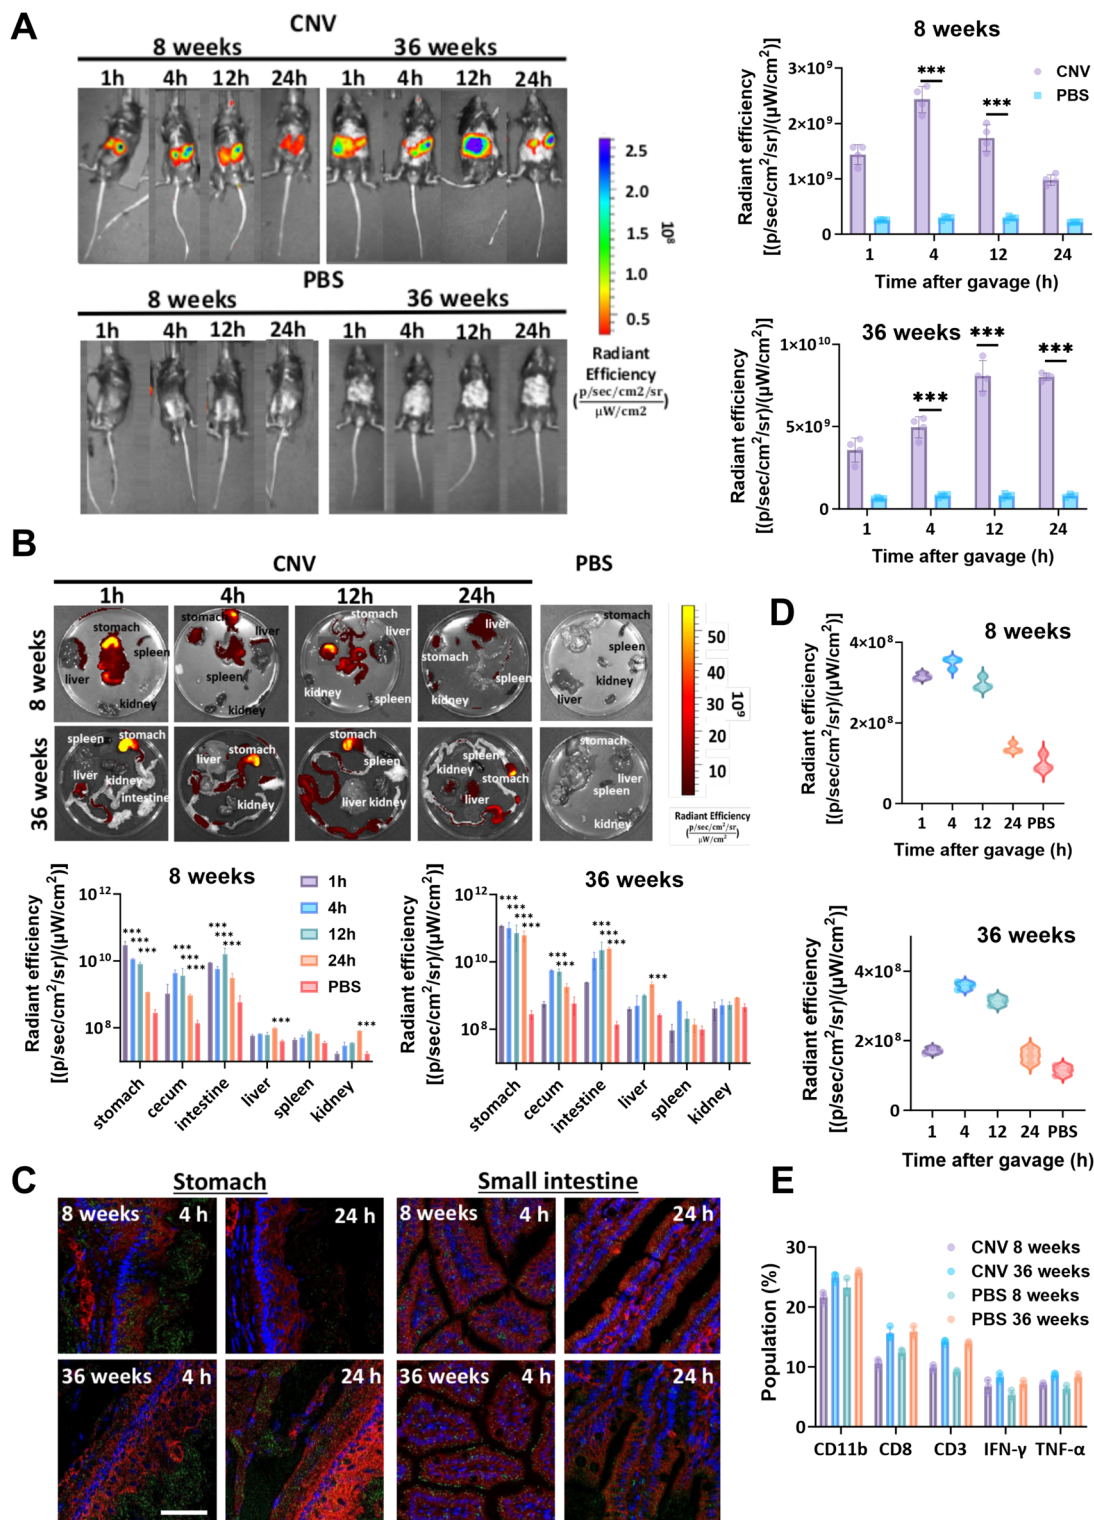 A
CNV
8 weeks
36 weeks
1h
4h
12h
24h
1h
4h
12h
24h
2.5
2.0
1.5
1.0
0.5
10⁸
Radiant
Efficiency
(p/sec/cm2/sr
μW/cm2)
PBS
8 weeks
36 weeks
1h
4h
12h
24h
1h
4h
12h
24h
8 weeks
Radiant efficiency
[(p/sec/cm²/sr)/(μW/cm²)]
3×10⁹
2×10⁹
1×10⁹
0
***
***
CNV
PBS
1
4
12
24
Time after gavage (h)
36 weeks
Radiant efficiency
[(p/sec/cm²/sr)/(μW/cm²)]
1×10¹⁰
5×10⁹
0
***
***
***
1
4
12
24
Time after gavage (h)
B
CNV
PBS
1h
4h
12h
24h
8 weeks
stomach
spleen
liver
kidney
stomach
liver
spleen
kidney
stomach
liver
kidney
spleen
liver
stomach
spleen
kidney
stomach
spleen
kidney
liver
36 weeks
spleen
stomach
liver
kidney
intestine
stomach
liver
kidney
stomach
spleen
liver
kidney
spleen
kidney
stomach
liver
stomach
liver
spleen
kidney
50
40
30
20
10
10⁹
Radiant Efficiency
(p/sec/cm²/sr
μW/cm²)
8 weeks
Radiant efficiency
[(p/sec/cm²/sr)/(μW/cm²)]
10¹²
10¹⁰
10⁸
***
***
***
***
***
***
***
***
***
***
***
1h
4h
12h
24h
PBS
stomach
cecum
intestine
liver
spleen
kidney
36 weeks
Radiant efficiency
[(p/sec/cm²/sr)/(μW/cm²)]
10¹²
10¹⁰
10⁸
***
***
***
***
***
***
***
***
***
***
***
stomach
cecum
intestine
liver
spleen
kidney
D
8 weeks
Radiant efficiency
[(p/sec/cm²/sr)/(μW/cm²)]
4×10⁸
2×10⁸
0
1
4
12
24
PBS
Time after gavage (h)
36 weeks
Radiant efficiency
[(p/sec/cm²/sr)/(μW/cm²)]
4×10⁸
2×10⁸
0
1
4
12
24
PBS
Time after gavage (h)
C
Stomach
Small intestine
8 weeks
4 h
24 h
8 weeks
4 h
24 h
36 weeks
4 h
24 h
36 weeks
4 h
24 h
E
Population (%)
30
20
10
0
CNV 8 weeks
CNV 36 weeks
PBS 8 weeks
PBS 36 weeks
CD11b
CD8
CD3
IFN-γ
TNF-α